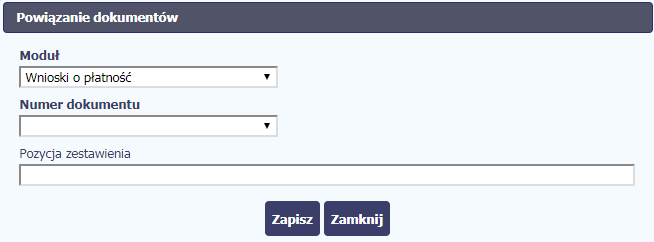 Powiązanie dokumentów
Moduł
Wnioski o płatność
Numer dokumentu
Pozycja zestawienia
Zapisz Zamknij